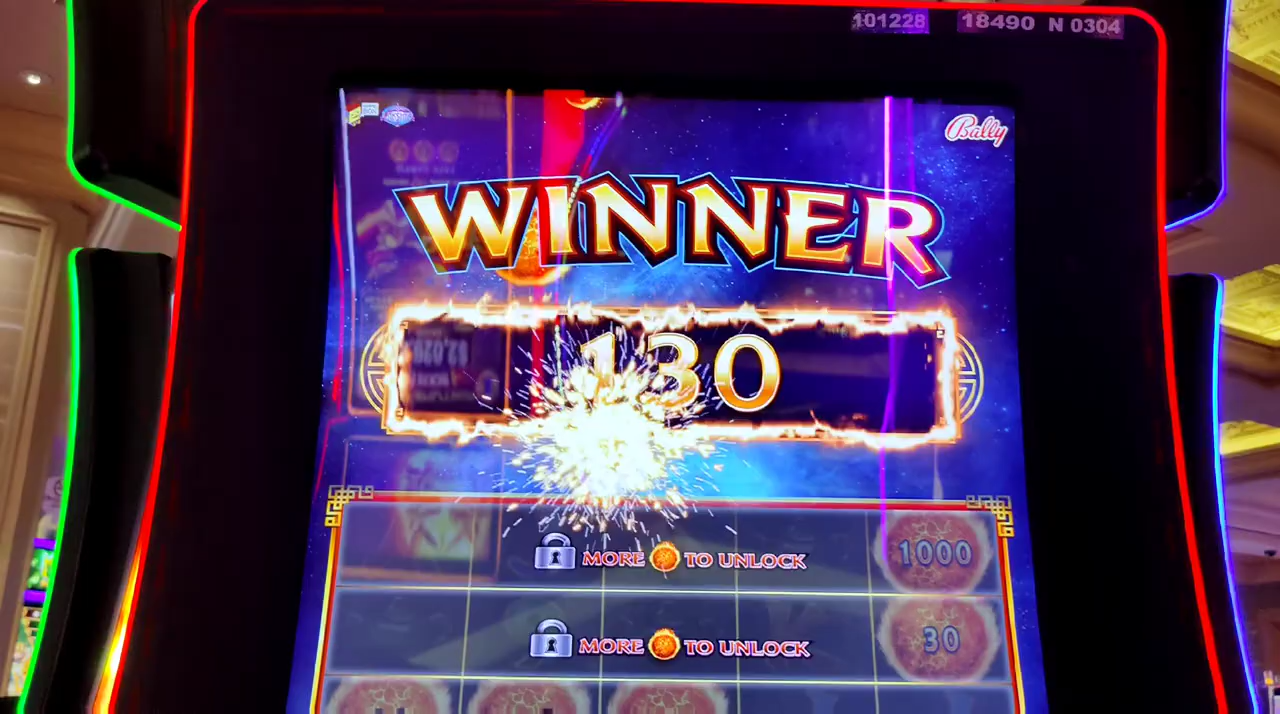 101228 18490 N 0304
Bally
WINNER
130
MORE TO UNLOCK
1000
MORE TO UNLOCK
30